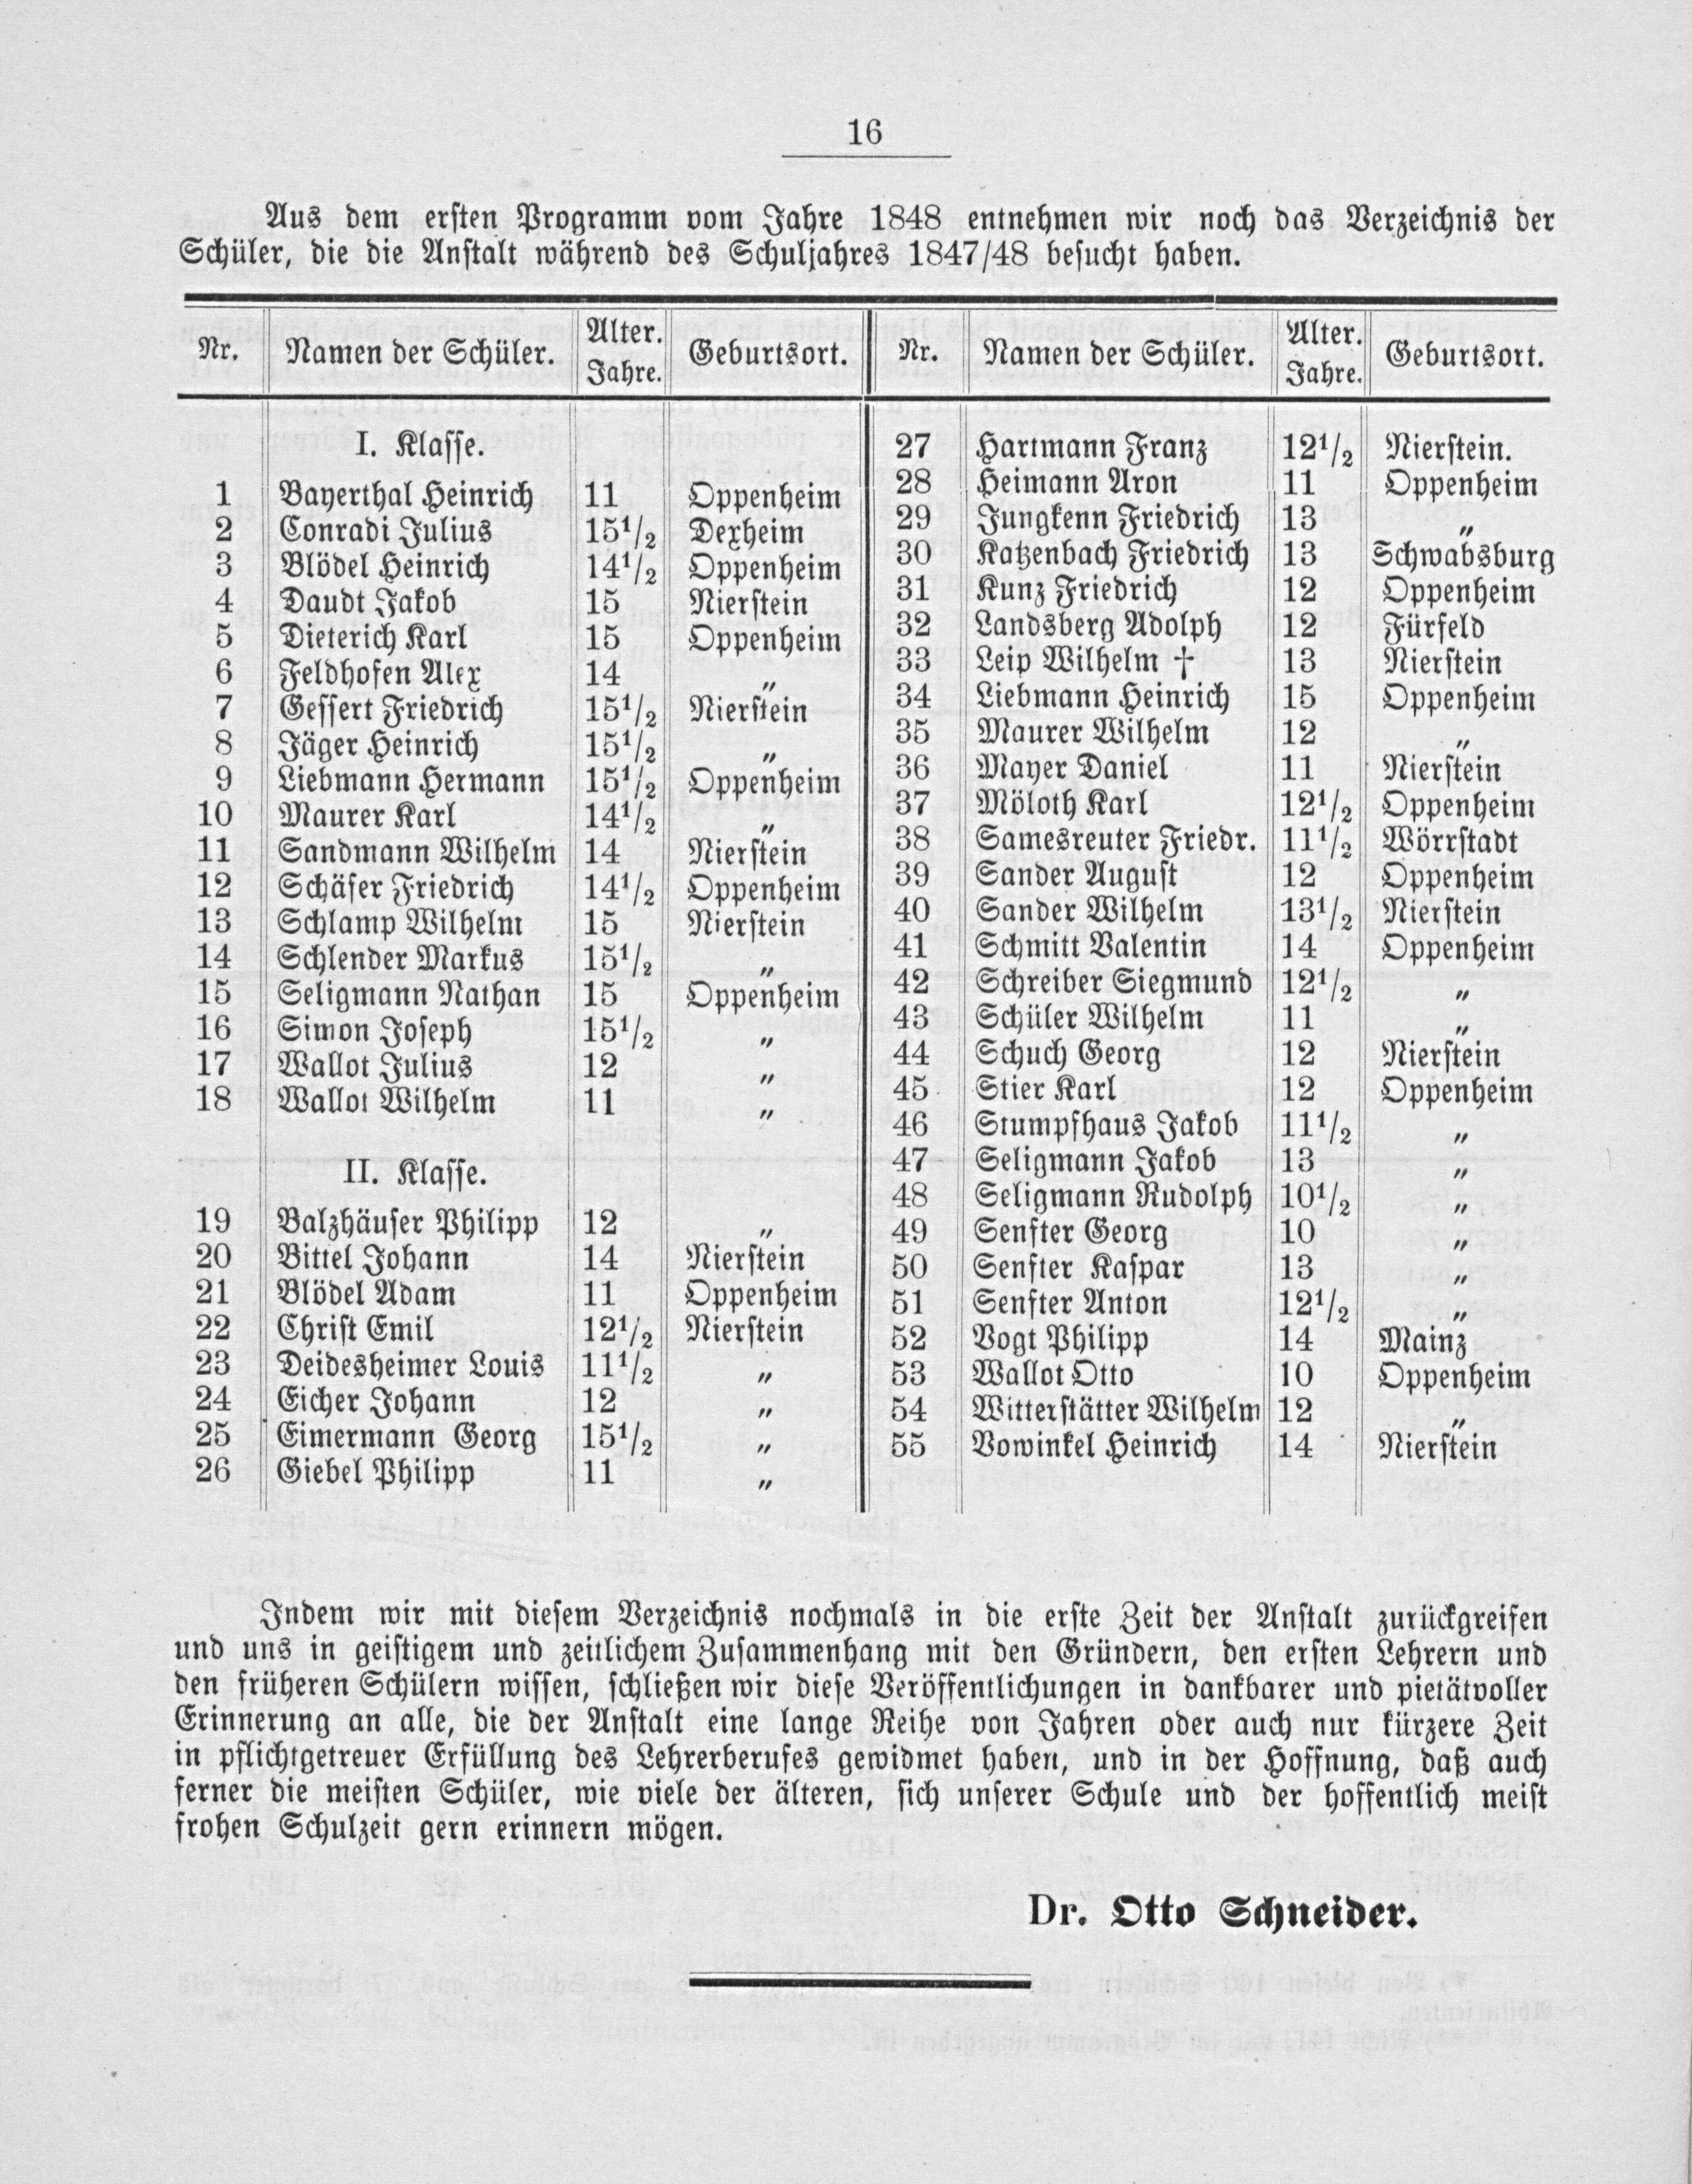 16
Aus dem ersten Programm vom Jahre 1848 entnehmen wir noch das Verzeichnis der
Schüler, die die Anstalt während des Schuljahres 1847/48 besucht haben.
Nr. Namen der Schüler. Alter. Jahre. Geburtsort. Nr. Namen der Schüler. Alter. Jahre. Geburtsort.
I. Klasse.
1 Bayerthal Heinrich 11 Oppenheim
2 Conradi Julius 15½ Dexheim
3 Blödel Heinrich 14½ Oppenheim
4 Daudt Jakob 15 Nierstein
5 Dieterich Karl 15 Oppenheim
6 Feldhofen Alex 14 „
7 Gessert Friedrich 15½ Nierstein
8 Jäger Heinrich 15½ „
9 Liebmann Hermann 15½ Oppenheim
10 Maurer Karl 14½ „
11 Sandmann Wilhelm 14 Nierstein
12 Schäfer Friedrich 14½ Oppenheim
13 Schlamp Wilhelm 15 Nierstein
14 Schlender Markus 15½ „
15 Seligmann Nathan 15 Oppenheim
16 Simon Joseph 15½ „
17 Wallot Julius 12 „
18 Wallot Wilhelm 11 „
II. Klasse.
19 Balzhäuser Philipp 12 „
20 Bittel Johann 14 Nierstein
21 Blödel Adam 11 Oppenheim
22 Christ Emil 12½ Nierstein
23 Deidesheimer Louis 11½ „
24 Eicher Johann 12 „
25 Eimermann Georg 15½ „
26 Giebel Philipp 11 „
27 Hartmann Franz 12½ Nierstein.
28 Heimann Aron 11 Oppenheim
29 Jungkenn Friedrich 13 „
30 Katzenbach Friedrich 13 Schwabsburg
31 Kunz Friedrich 12 Oppenheim
32 Landsberg Adolph 12 Fürfeld
33 Leip Wilhelm † 13 Nierstein
34 Liebmann Heinrich 15 Oppenheim
35 Maurer Wilhelm 12 „
36 Mayer Daniel 11 Nierstein
37 Möloth Karl 12½ Oppenheim
38 Samesreuter Friedr. 11½ Wörrstadt
39 Sander August 12 Oppenheim
40 Sander Wilhelm 13½ Nierstein
41 Schmitt Valentin 14 Oppenheim
42 Schreiber Siegmund 12½ „
43 Schüler Wilhelm 11 „
44 Schuch Georg 12 Nierstein
45 Stier Karl 12 Oppenheim
46 Stumpfhaus Jakob 11½ „
47 Seligmann Jakob 13 „
48 Seligmann Rudolph 10½ „
49 Senfter Georg 10 „
50 Senfter Kaspar 13 „
51 Senfter Anton 12½ „
52 Vogt Philipp 14 Mainz
53 Wallot Otto 10 Oppenheim
54 Witterstätter Wilhelm 12 „
55 Vowinkel Heinrich 14 Nierstein
Indem wir mit diesem Verzeichnis nochmals in die erste Zeit der Anstalt zurückgreifen
und uns in geistigem und zeitlichem Zusammenhang mit den Gründern, den ersten Lehrern und
den früheren Schülern wissen, schließen wir diese Veröffentlichungen in dankbarer und pietätvoller
Erinnerung an alle, die der Anstalt eine lange Reihe von Jahren oder auch nur kürzere Zeit
in pflichtgetreuer Erfüllung des Lehrerberufes gewidmet haben, und in der Hoffnung, daß auch
ferner die meisten Schüler, wie viele der älteren, sich unserer Schule und der hoffentlich meist
frohen Schulzeit gern erinnern mögen.
Dr. Otto Schneider.